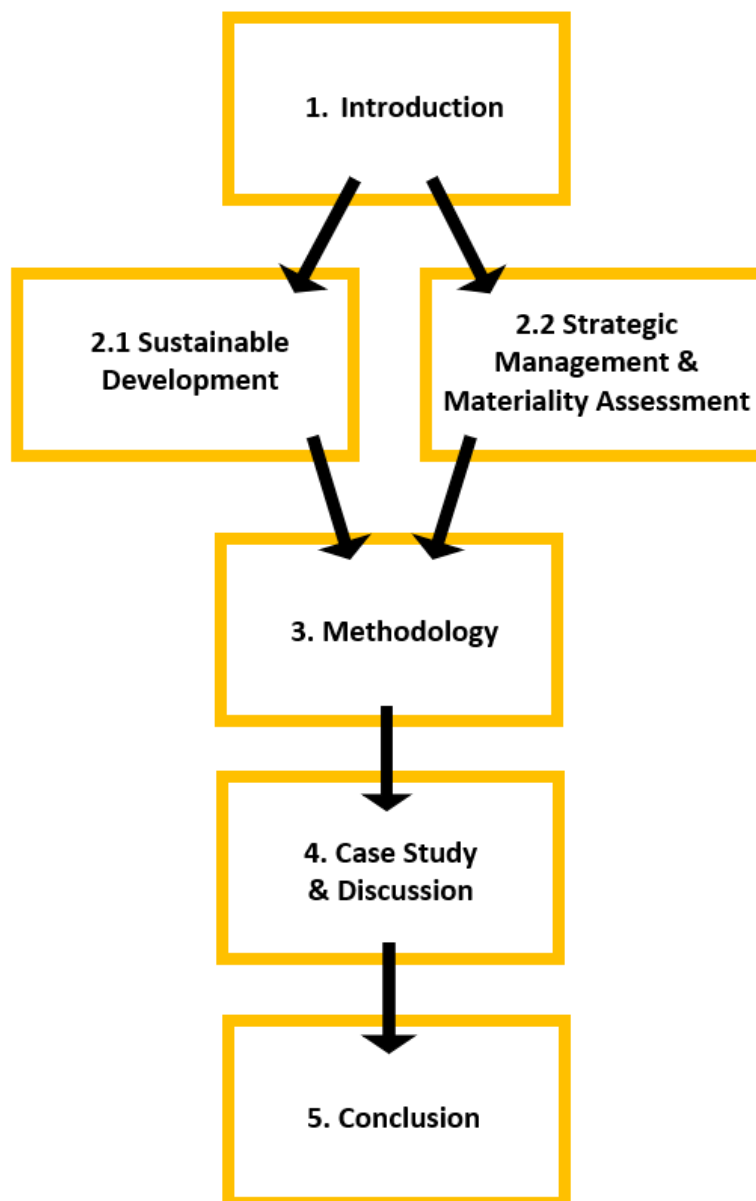 1. Introduction
2.1 Sustainable
Development
2.2 Strategic
Management &
Materiality Assessment
3. Methodology
4. Case Study
& Discussion
5. Conclusion